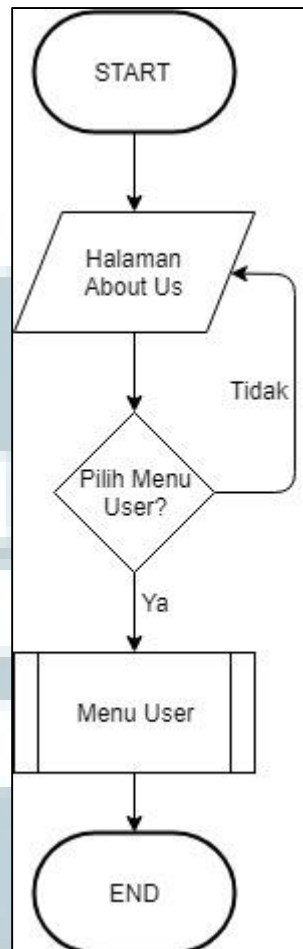 START
Halaman
About Us
Tidak
Pilih Menu
User?
Ya
Menu User
END